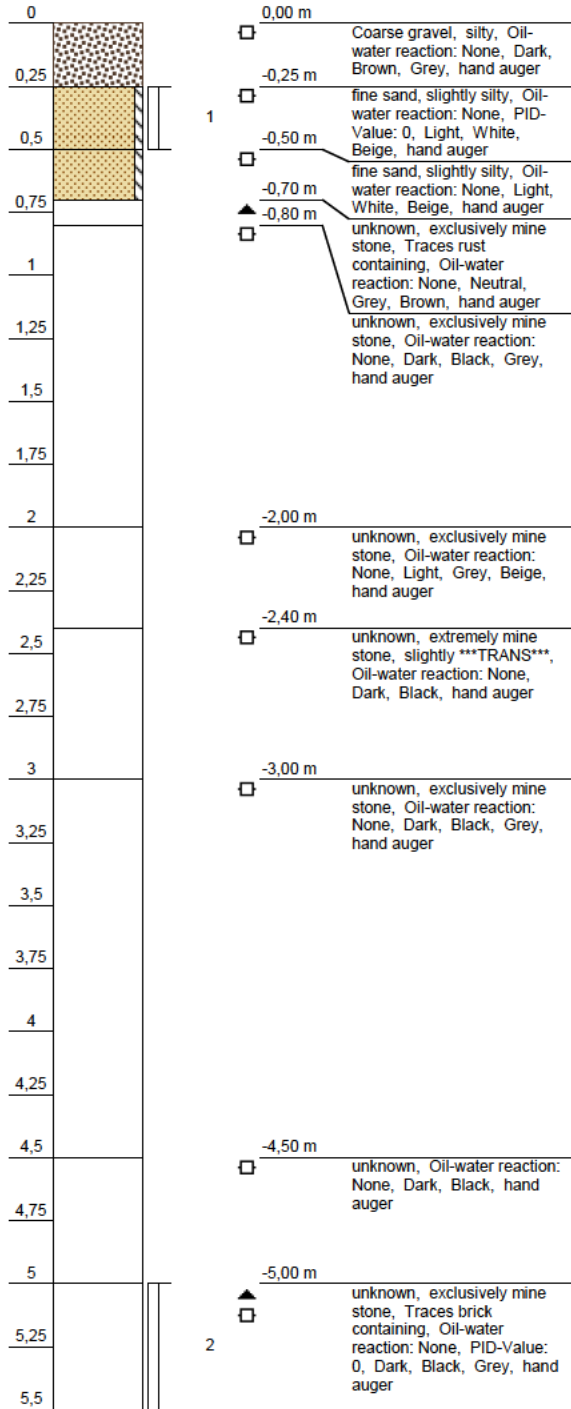 0
0,25
0,5
0,75
1
1,25
1,5
1,75
2
2,25
2,5
2,75
3
3,25
3,5
3,75
4
4,25
4,5
4,75
5
5,25
5,5
1
2
0,00 m
Coarse gravel, silty, Oil-
water reaction: None, Dark,
Brown, Grey, hand auger
-0,25 m
fine sand, slightly silty, Oil-
water reaction: None, PID-
Value: 0, Light, White,
Beige, hand auger
-0,50 m
fine sand, slightly silty, Oil-
water reaction: None, Light,
White, Beige, hand auger
-0,70 m
unknown, exclusively mine
stone, Traces rust
containing, Oil-water
reaction: None, Neutral,
Grey, Brown, hand auger
-0,80 m
unknown, exclusively mine
stone, Oil-water reaction:
None, Dark, Black, Grey,
hand auger
-2,00 m
unknown, exclusively mine
stone, Oil-water reaction:
None, Light, Grey, Beige,
hand auger
-2,40 m
unknown, extremely mine
stone, slightly ***TRANS***,
Oil-water reaction: None,
Dark, Black, hand auger
-3,00 m
unknown, exclusively mine
stone, Oil-water reaction:
None, Dark, Black, Grey,
hand auger
-4,50 m
unknown, Oil-water reaction:
None, Dark, Black, hand
auger
-5,00 m
unknown, exclusively mine
stone, Traces brick
containing, Oil-water
reaction: None, PID-Value:
0, Dark, Black, Grey, hand
auger